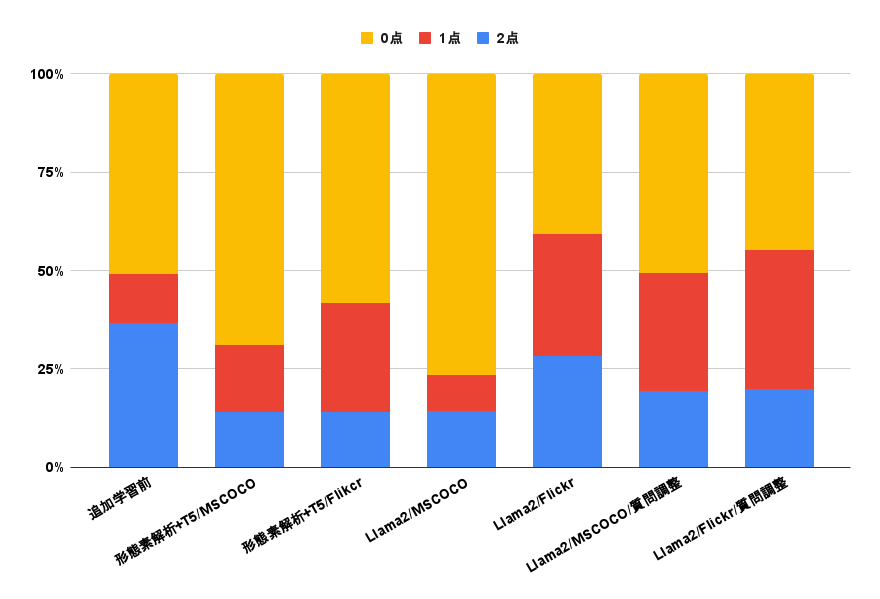 0点 1点 2点
100%
75%
50%
25%
0%
追加学習前
形態素解析+T5/MSCOCO
形態素解析+T5/Flikcr
Llama2/MSCOCO
Llama2/Flickr
Llama2/MSCOCO/質問調整
Llama2/Flickr/質問調整